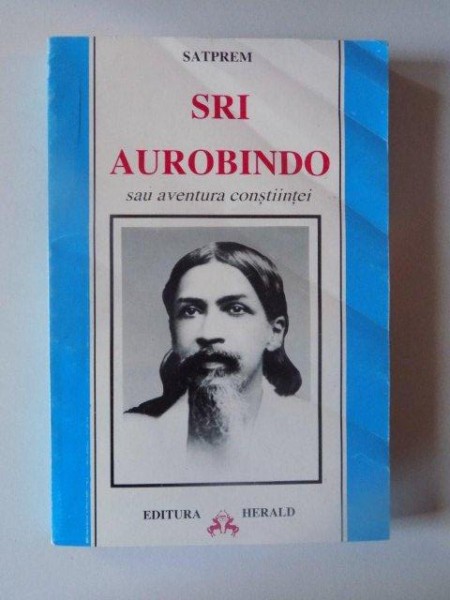 SATPREM
SRI
AUROBINDO
sau aventura conştiinţei
EDITURA HERALD